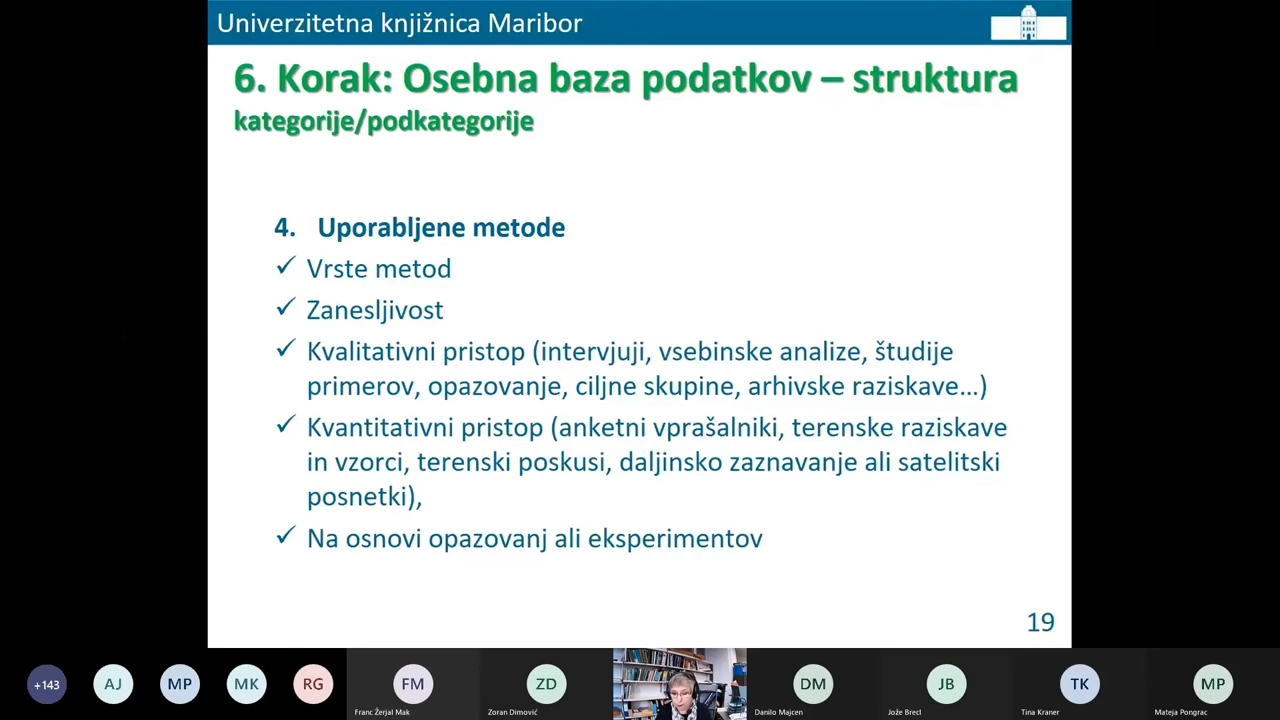 Univerzitetna knjižnica Maribor
6. Korak: Osebna baza podatkov – struktura
kategorije/podkategorije
4. Uporabljene metode
✓ Vrste metod
✓ Zanesljivost
✓ Kvalitativni pristop (intervjuji, vsebinske analize, študije
primerov, opazovanje, ciljne skupine, arhivske raziskave…)
✓ Kvantitativni pristop (anketni vprašalniki, terenske raziskave
in vzorci, terenski poskusi, daljinsko zaznavanje ali satelitski
posnetki),
✓ Na osnovi opazovanj ali eksperimentov
19
+143 AJ MP MK RG FM ZD DM JB TK MP
Franc Žerjal Mak Zoran Dimovič Danilo Majcen Jože Brecl Tina Kraner Mateja Pongrac